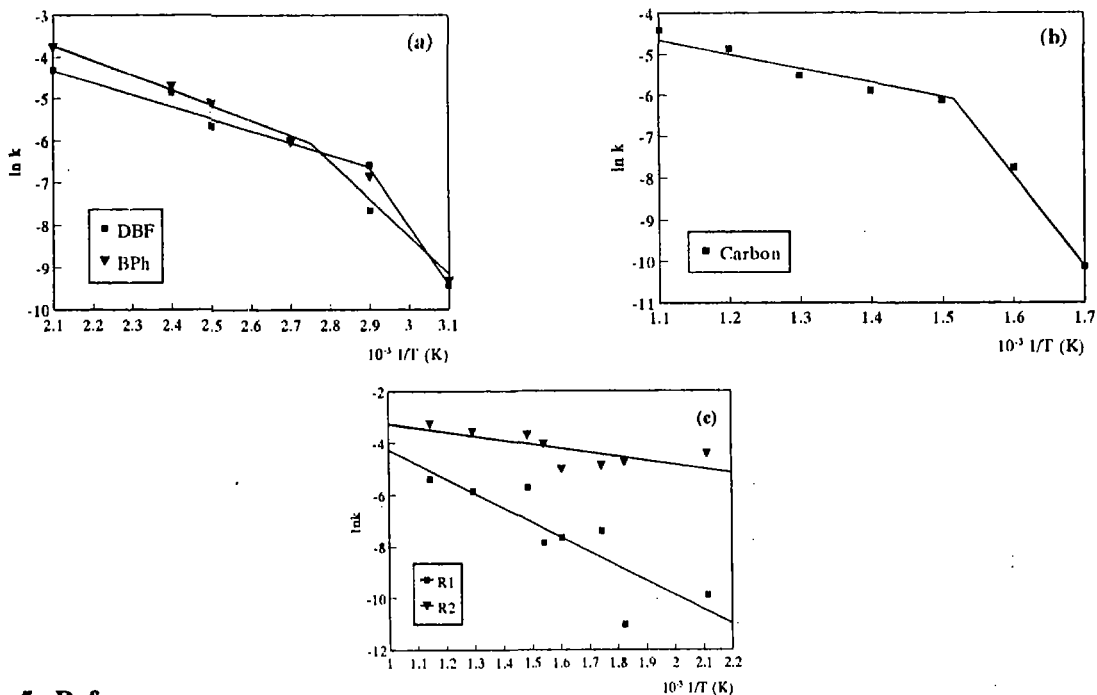 -3
-4
-5
-6
-7
-8
-9
-10
ln k
(a)
DBF
BPh
2.1 2.2 2.3 2.4 2.5 2.6 2.7 2.8 2.9 3 3.1
10⁻³ 1/T (K)
-4
-5
-6
-7
-8
-9
-10
-11
ln k
(b)
Carbon
1.1 1.2 1.3 1.4 1.5 1.6 1.7
10⁻³ 1/T (K)
-2
-4
-6
-8
-10
-12
lnk
(c)
R1
R2
1 1.1 1.2 1.3 1.4 1.5 1.6 1.7 1.8 1.9 2 2.1 2.2
10⁻³ 1/T (K)